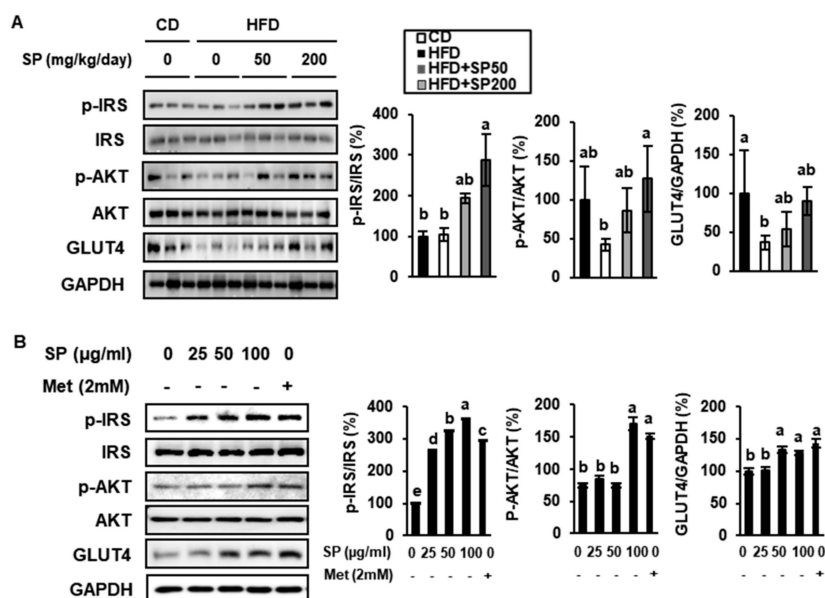 A
CD HFD
SP (mg/kg/day) 0 0 50 200
p-IRS
IRS
p-AKT
AKT
GLUT4
GAPDH
CD
HFD
HFD+SP50
HFD+SP200
p-IRS/IRS (%)
400
300
200
100
0
b b ab a
p-AKT/AKT (%)
200
150
100
50
0
ab b ab a
GLUT4/GAPDH (%)
200
150
100
50
0
a b ab ab
B
SP (µg/ml) 0 25 50 100 0
Met (2mM) - - - - +
p-IRS
IRS
p-AKT
AKT
GLUT4
GAPDH
p-IRS/IRS (%)
400
300
200
100
0
e d b a c
P-AKT/AKT (%)
200
150
100
50
0
b b b a a
GLUT4/GAPDH (%)
200
150
100
50
0
b b a a a
SP (µg/ml) 0 25 50 100 0 0 25 50 100 0 0 25 50 100 0
Met (2mM) - - - - + - - - - + - - - - +